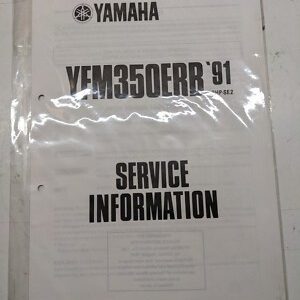 YAMAHA
YFM350ERB '91
SERVICE
INFORMATION